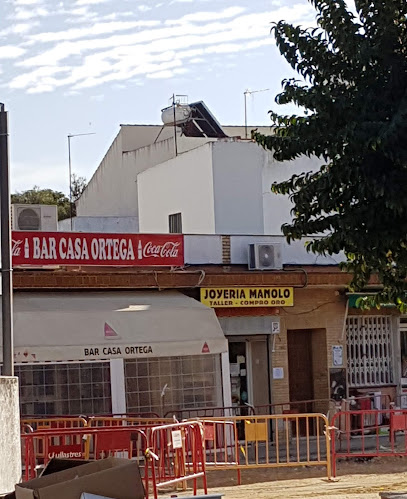 BAR CASA ORTEGA Coca-Cola
JOYERIA MANOLO
TALLER - COMPRO ORO
BAR CASA ORTEGA